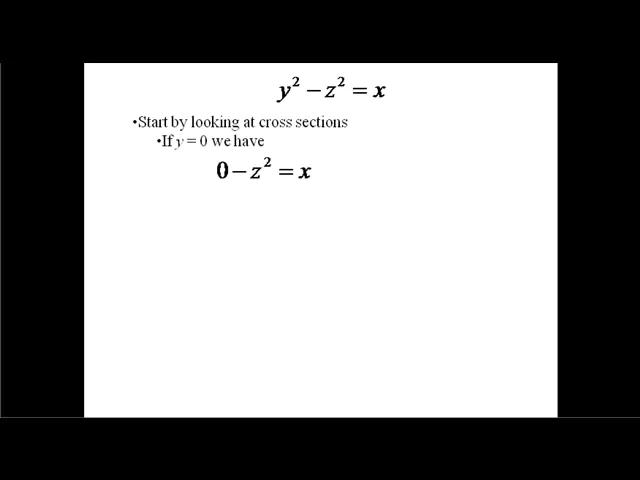 y² − z² = x
•Start by looking at cross sections
•If y = 0 we have
0 − z² = x